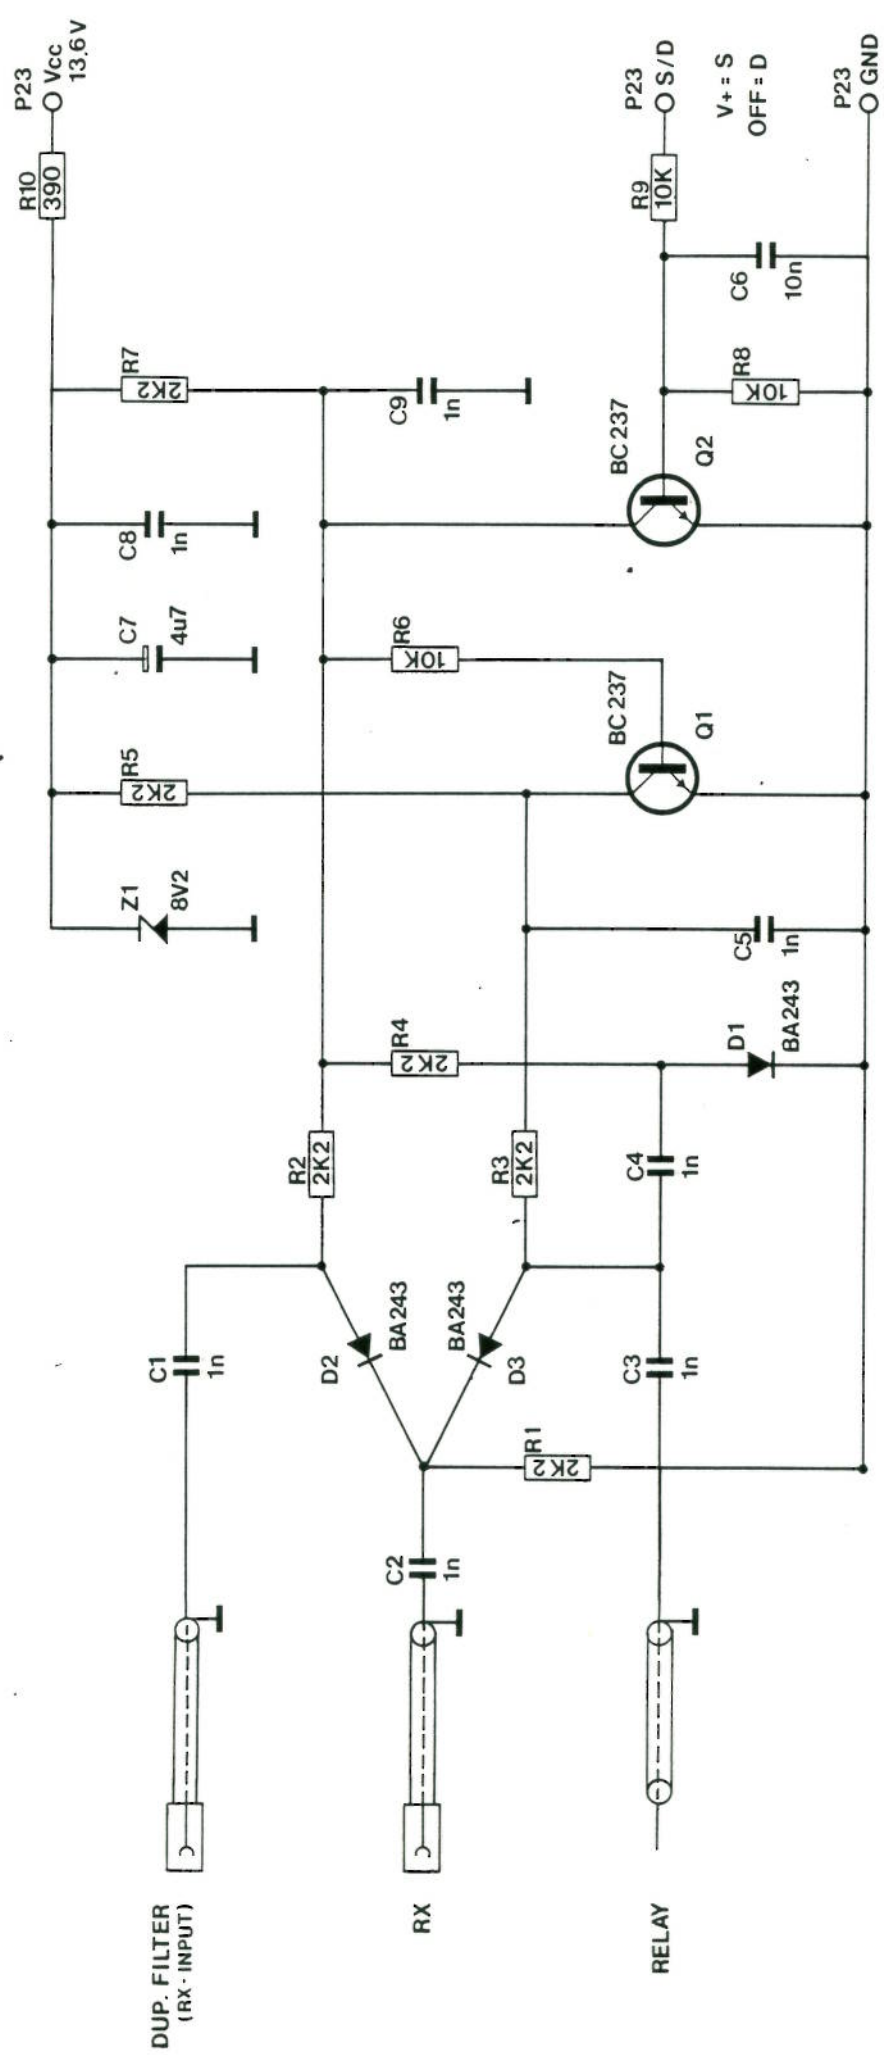 DUP. FILTER
(RX - INPUT)
RX
RELAY
C1
1n
C2
1n
C3
1n
R1
2K2
D2
BA243
D3
BA243
R2
2K2
R3
2K2
C4
1n
R4
2K2
D1
BA243
C5
1n
Z1
8V2
R5
2K2
BC 237
Q1
C7
4u7
R6
10K
C8
1n
BC 237
Q2
R7
2K2
C9
1n
R8
10K
C6
10n
R10
390
R9
10K
P23
Vcc
13.6V
P23
S/D
V+ = S
OFF = D
P23
GND